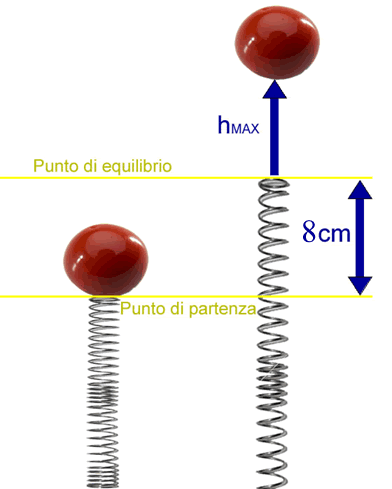 hMAX
Punto di equilibrio
8cm
Punto di partenza